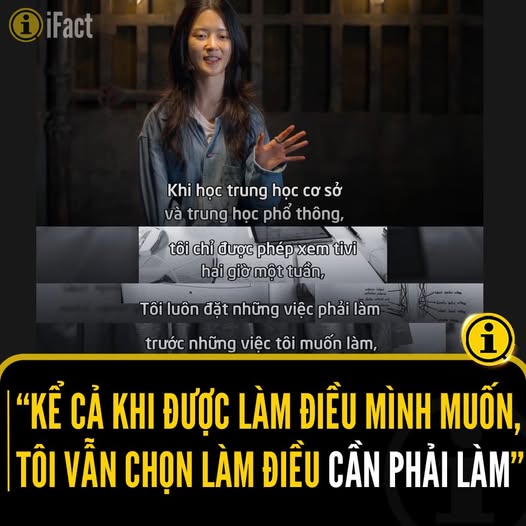 iFact
Khi học trung học cơ sở
và trung học phổ thông,
tôi chỉ được phép xem tivi
hai giờ một tuần,
Tôi luôn đặt những việc phải làm
trước những việc tôi muốn làm,
“KỂ CẢ KHI ĐƯỢC LÀM ĐIỀU MÌNH MUỐN,
TÔI VẪN CHỌN LÀM ĐIỀU CẦN PHẢI LÀM”